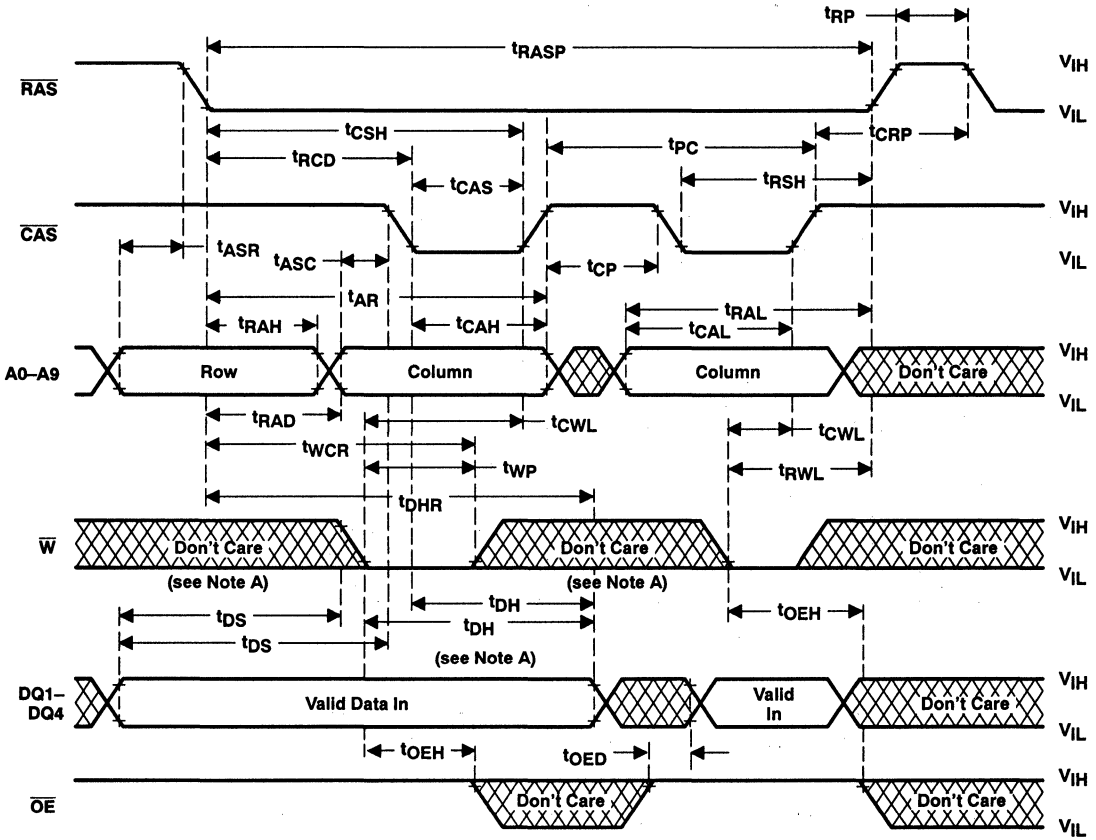 tRP
tRASP
RAS
VIH
VIL
tCSH
tCRP
tPC
tRCD
tRSH
tCAS
CAS
VIH
VIL
tASR
tASC
tCP
tAR
tRAL
tRAH
tCAH
tCAL
A0–A9
Row
Column
Column
Don't Care
VIH
VIL
tRAD
tCWL
tCWL
tWCR
tWP
tRWL
tDHR
W
Don't Care
Don't Care
Don't Care
VIH
VIL
(see Note A)
(see Note A)
tDH
tOEH
tDS
tDH
tDS
(see Note A)
DQ1–
DQ4
Valid Data In
Valid
In
Don't Care
VIH
VIL
tOEH
tOED
OE
Don't Care
Don't Care
VIH
VIL